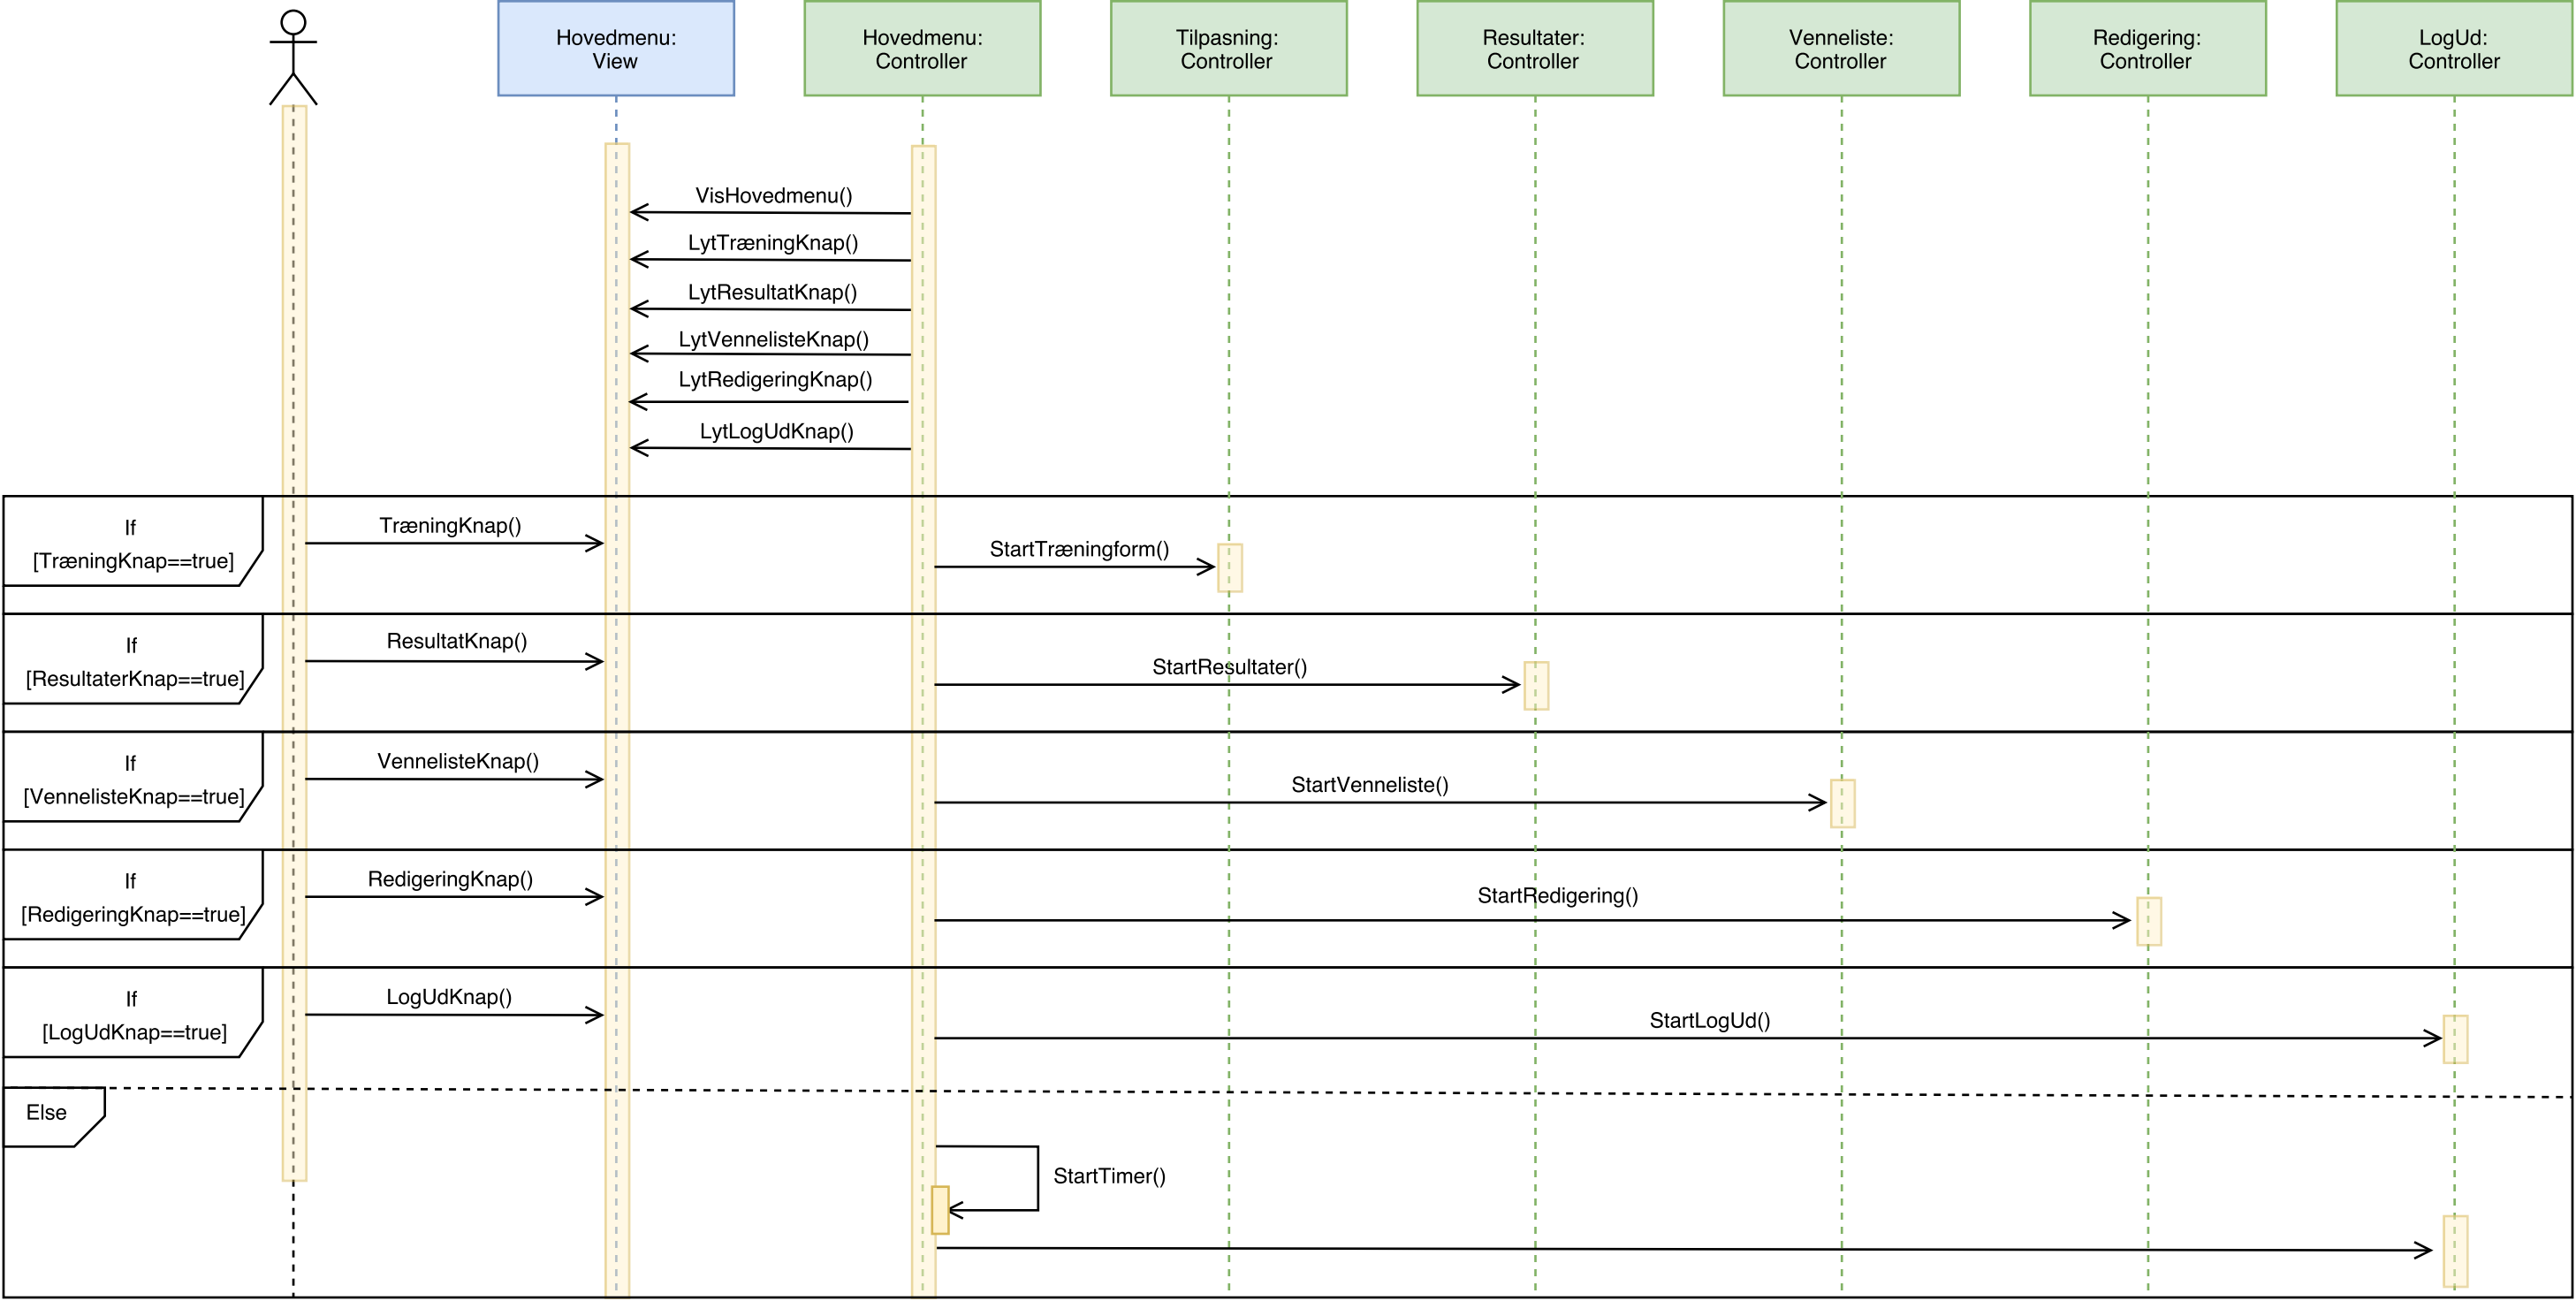 Hovedmenu:
View
Hovedmenu:
Controller
Tilpasning:
Controller
Resultater:
Controller
Venneliste:
Controller
Redigering:
Controller
LogUd:
Controller
VisHovedmenu()
LytTræningKnap()
LytResultatKnap()
LytVennelisteKnap()
LytRedigeringKnap()
LytLogUdKnap()
If
[TræningKnap==true]
TræningKnap()
StartTræningform()
If
[ResultaterKnap==true]
ResultatKnap()
StartResultater()
If
[VennelisteKnap==true]
VennelisteKnap()
StartVenneliste()
If
[RedigeringKnap==true]
RedigeringKnap()
StartRedigering()
If
[LogUdKnap==true]
LogUdKnap()
StartLogUd()
Else
StartTimer()